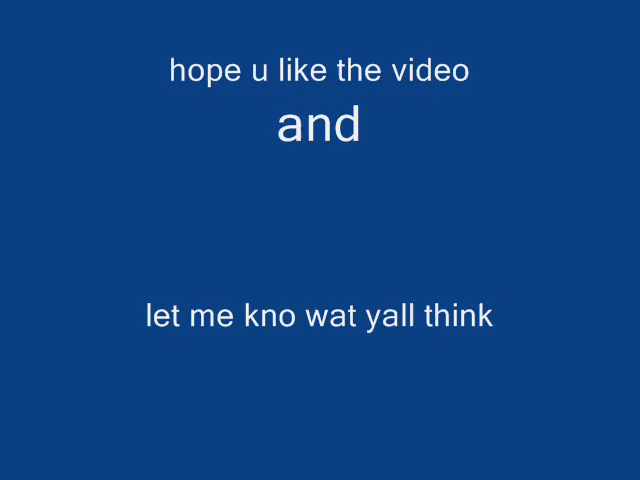 hope u like the video
and
let me kno wat yall think